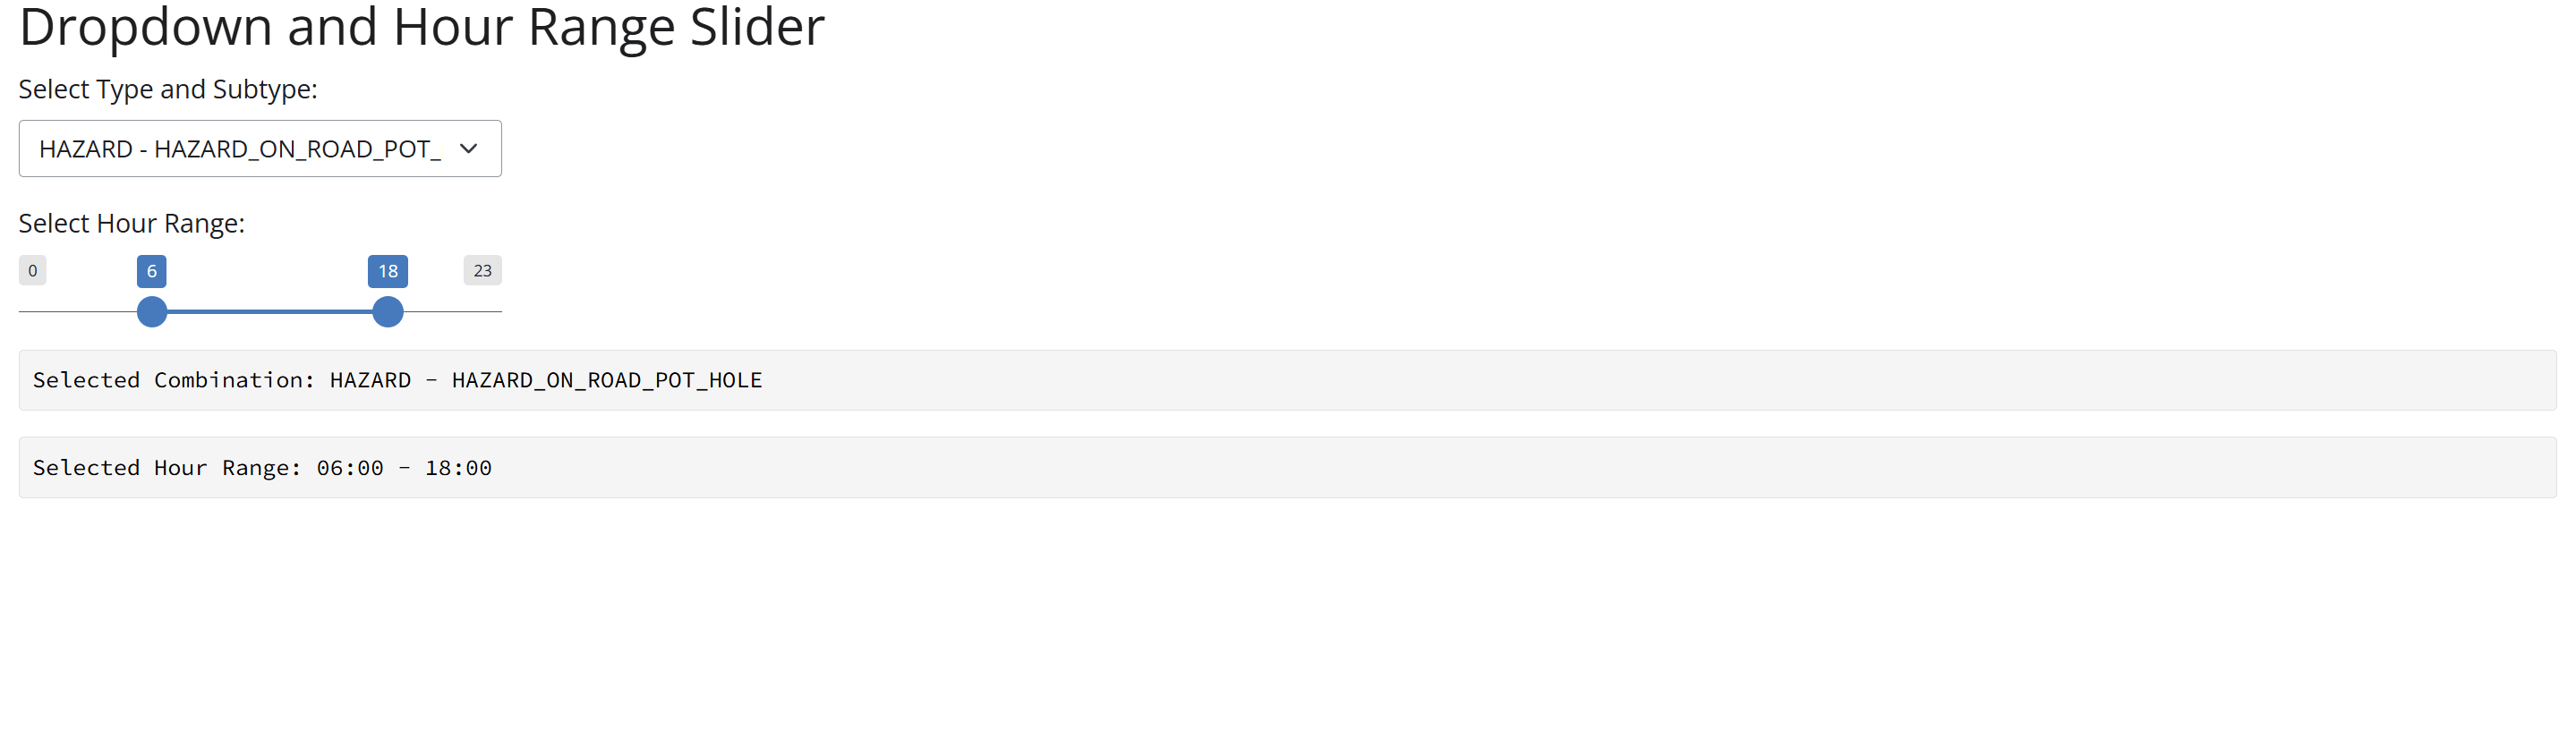 Dropdown and Hour Range Slider
Select Type and Subtype:
HAZARD - HAZARD_ON_ROAD_POT_
Select Hour Range:
0 6 18 23
Selected Combination: HAZARD - HAZARD_ON_ROAD_POT_HOLE
Selected Hour Range: 06:00 - 18:00